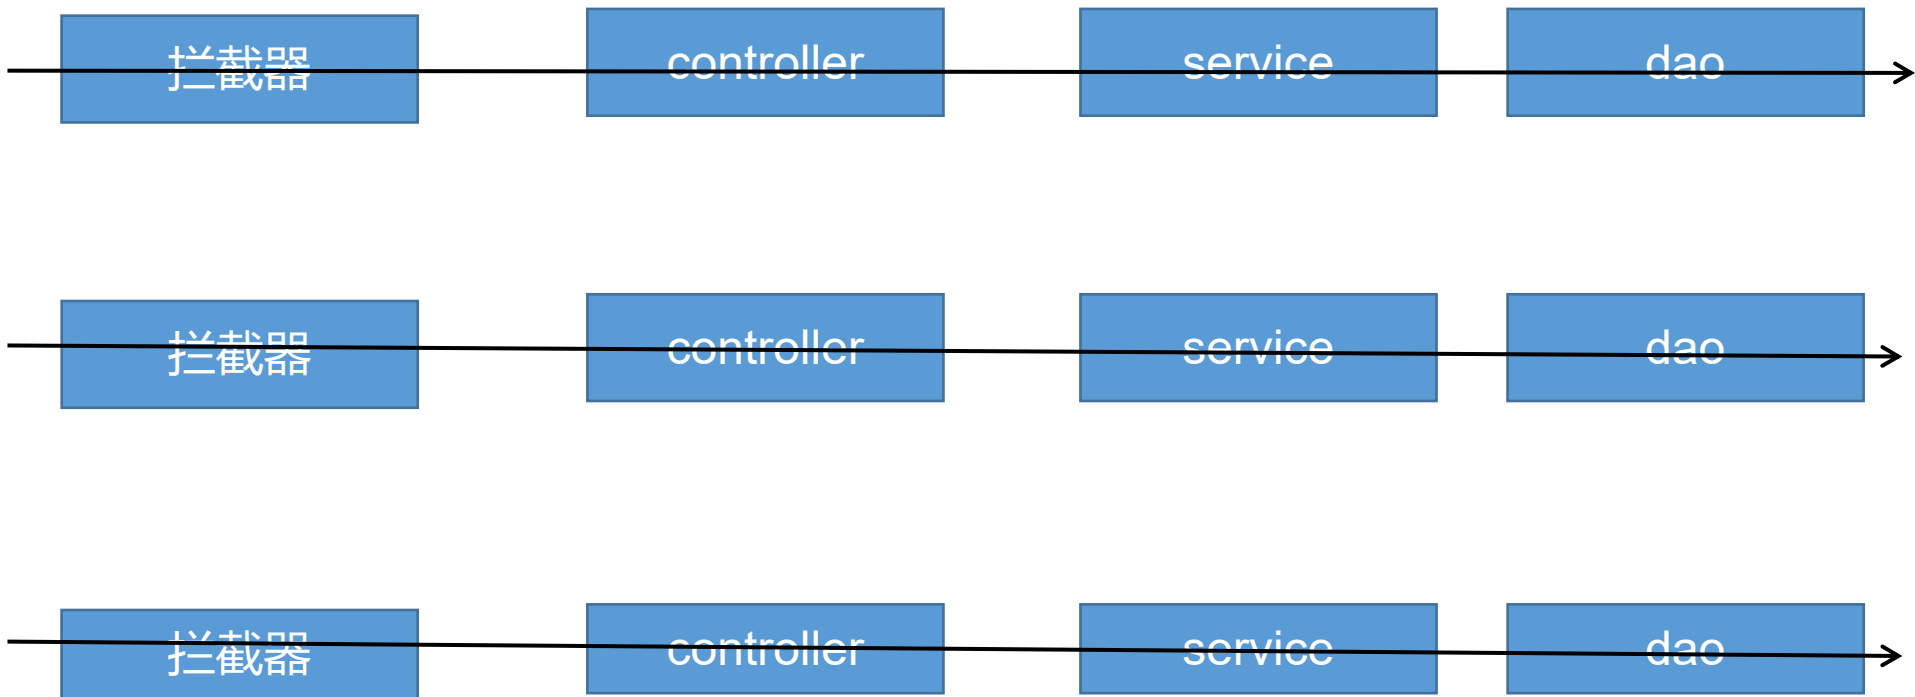 拦截器 controller service dao
拦截器 controller service dao
拦截器 controller service dao